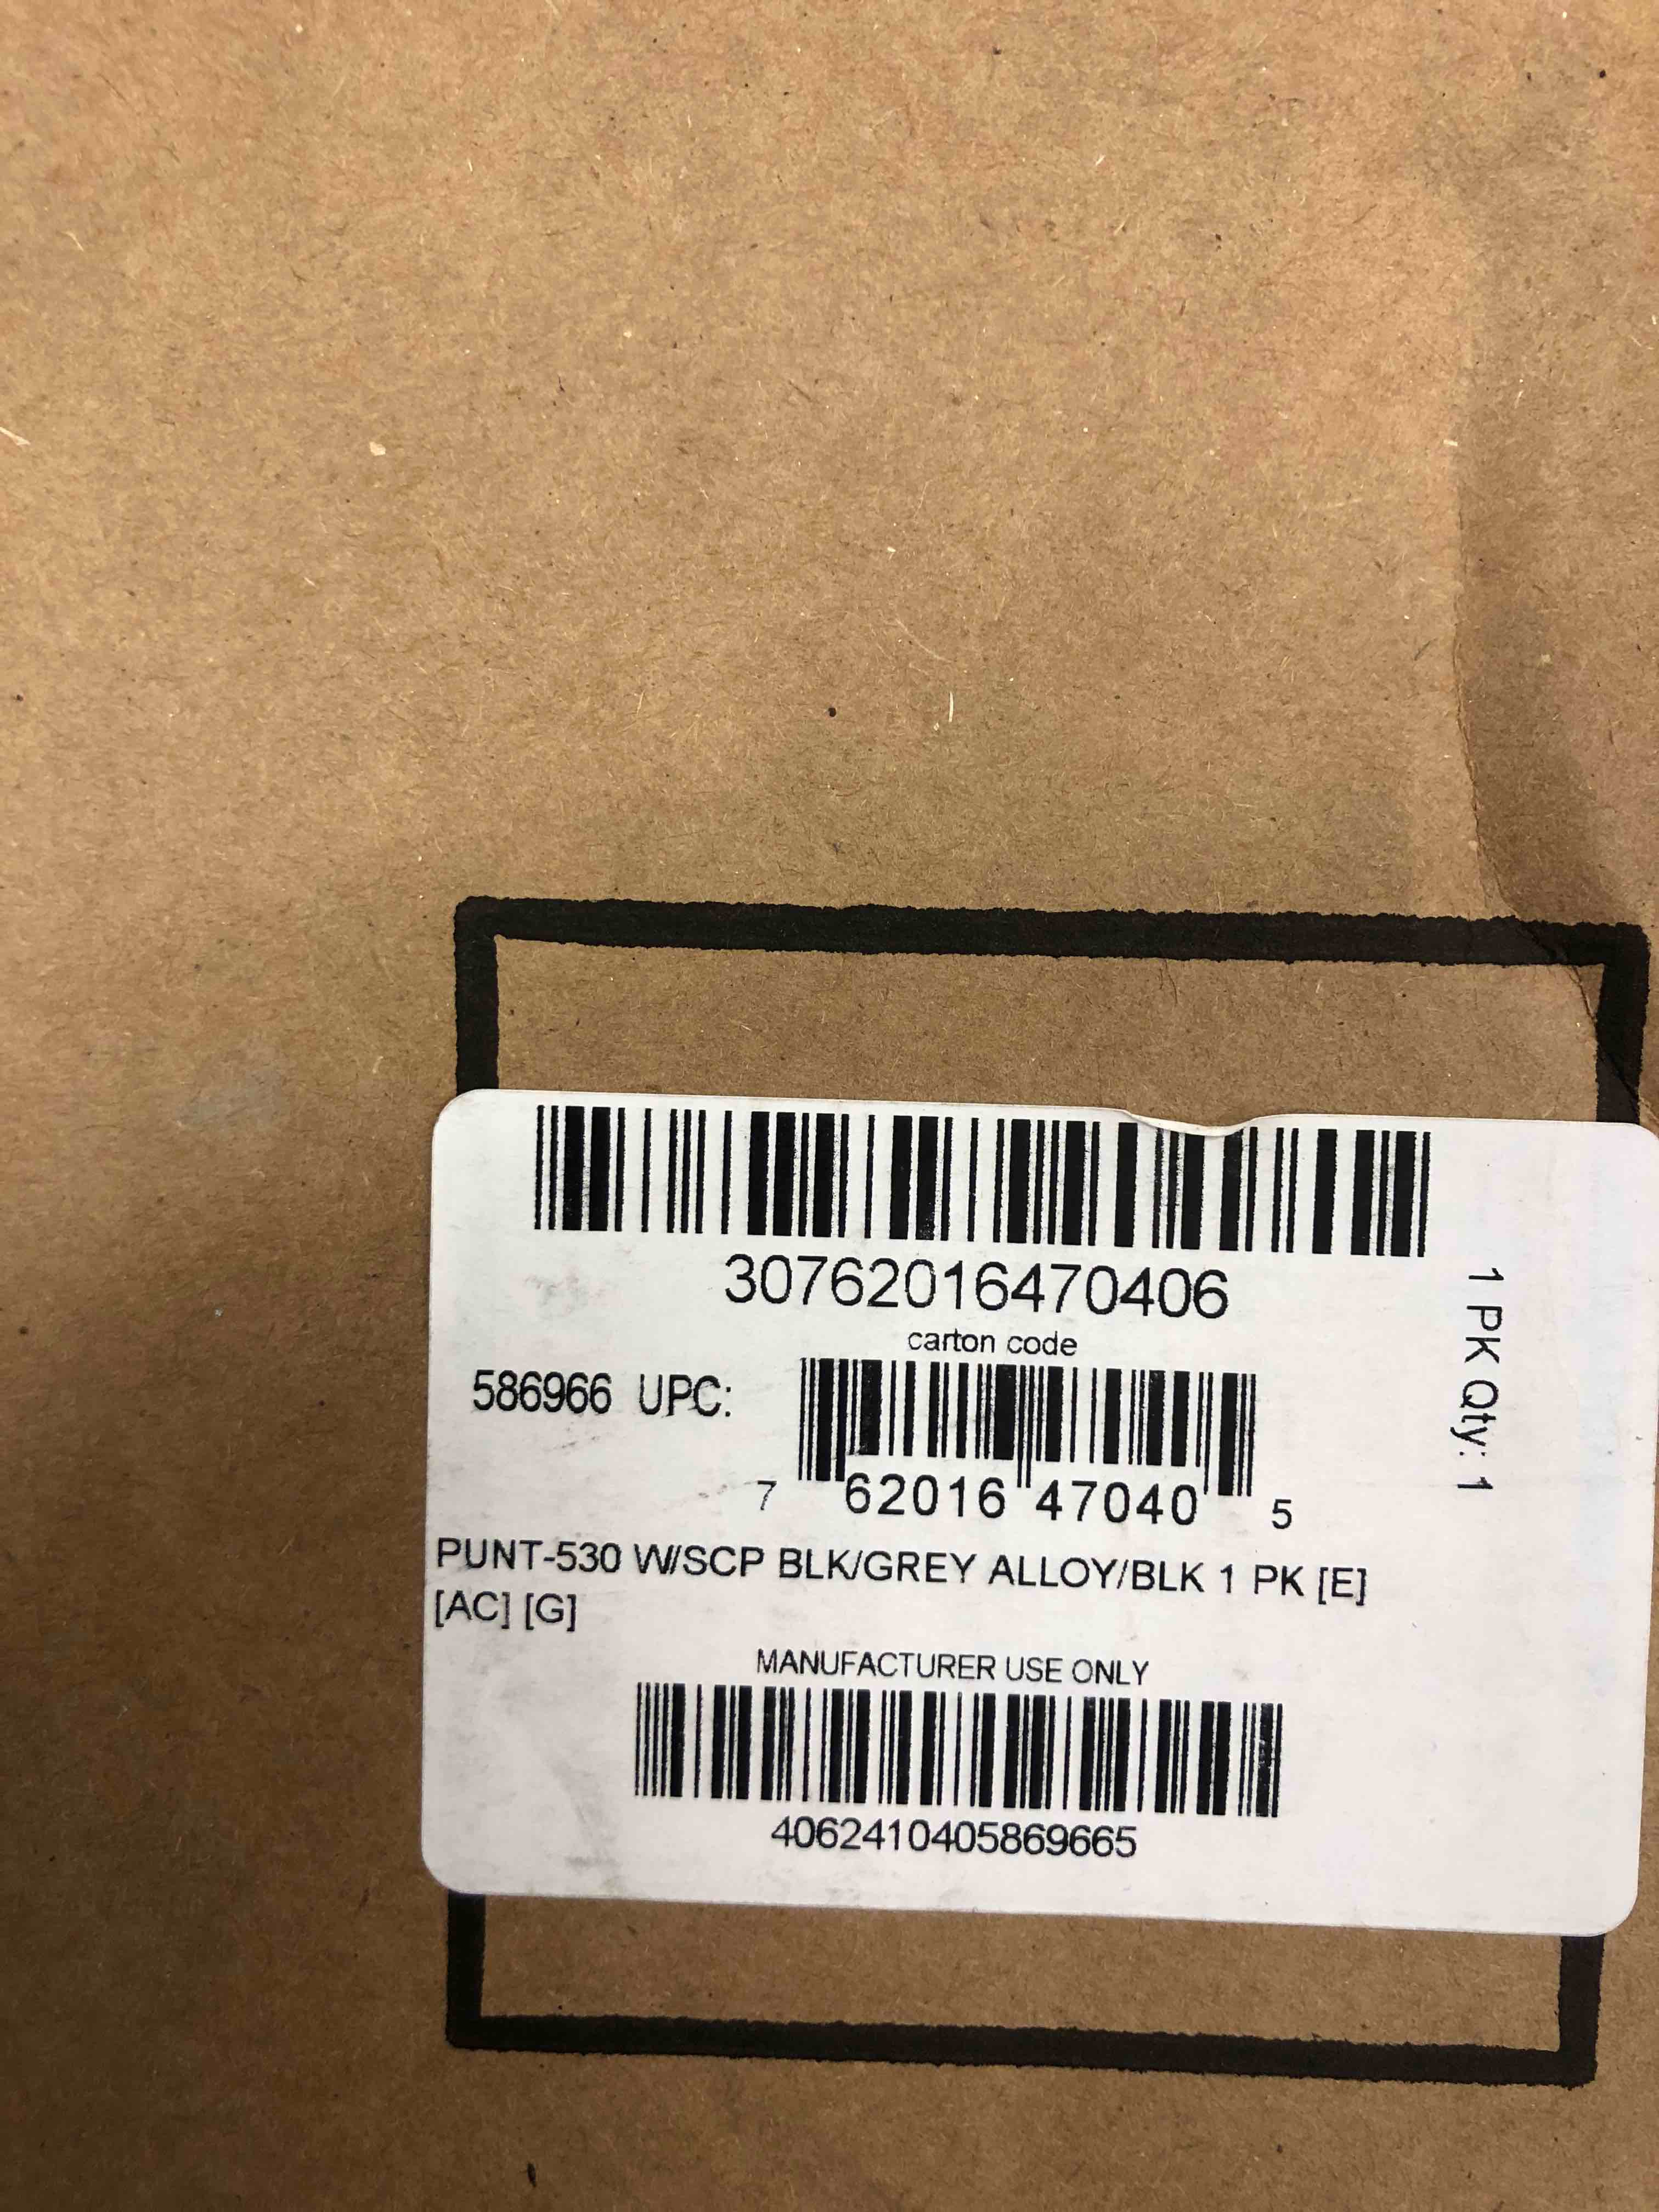 30762016470406
carton code
586966 UPC:
7 62016 47040 5
PUNT-530 W/SCP BLK/GREY ALLOY/BLK 1 PK [E]
[AC] [G]
MANUFACTURER USE ONLY
4062410405869665
1 PK Qty: 1